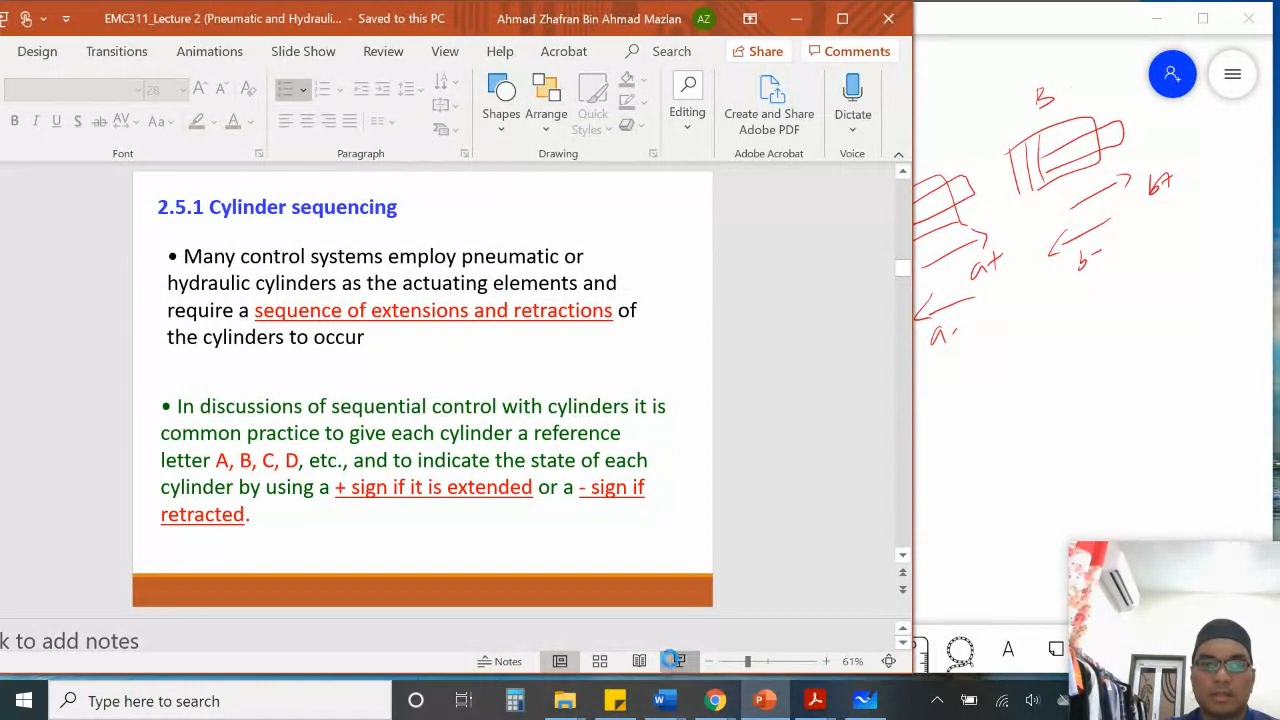 EMC311_Lecture 2 (Pneumatic and Hydrauli... - Saved to this PC
Ahmad Zhafran Bin Ahmad Mazlan
AZ
Design
Transitions
Animations
Slide Show
Review
View
Help
Acrobat
Search
Share
Comments
28
Font
Paragraph
Shapes
Arrange
Quick
Styles
Drawing
Editing
Create and Share
Adobe PDF
Adobe Acrobat
Dictate
Voice
2.5.1 Cylinder sequencing
• Many control systems employ pneumatic or
hydraulic cylinders as the actuating elements and
require a sequence of extensions and retractions of
the cylinders to occur
• In discussions of sequential control with cylinders it is
common practice to give each cylinder a reference
letter A, B, C, D, etc., and to indicate the state of each
cylinder by using a + sign if it is extended or a - sign if
retracted.
k to add notes
Notes
61%
B
b+
b-
a+
a-
Type here to search